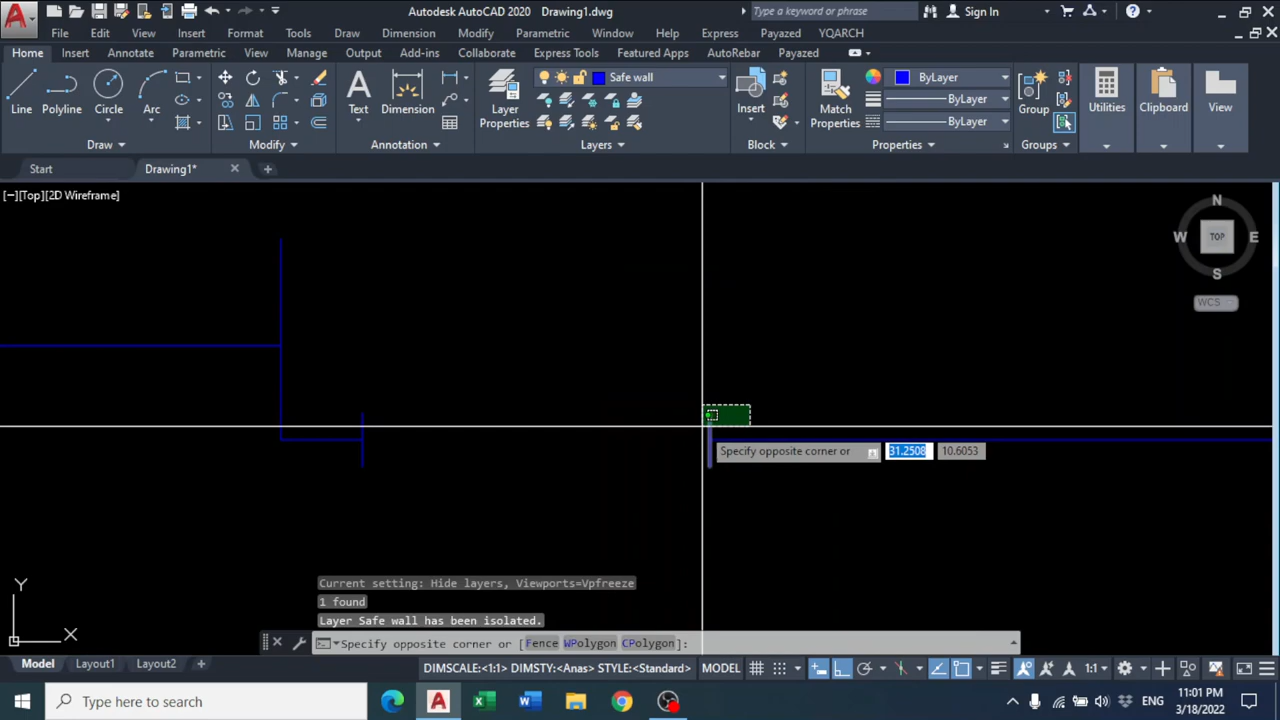 Autodesk AutoCAD 2020 Drawing1.dwg
Type a keyword or phrase
Sign In
File Edit View Insert Format Tools Draw Dimension Modify Parametric Window Help Express Payazed YQARCH
Home Insert Annotate Parametric View Manage Output Add-ins Collaborate Express Tools Featured Apps AutoRebar Payazed
Safe wall
ByLayer
ByLayer
ByLayer
Line Polyline Circle Arc
Text Dimension
Layer Properties
Insert
Match Properties
Group
Utilities Clipboard View
Draw Modify Annotation Layers Block Properties Groups
Start Drawing1*
[−][Top][2D Wireframe]
N
W TOP E
S
WCS
Specify opposite corner or 31.2508 10.6053
Y
X
Current setting: Hide layers, Viewports=Vpfreeze
1 found
Layer Safe wall has been isolated.
Specify opposite corner or [Fence WPolygon CPolygon]:
Model Layout1 Layout2
DIMSCALE:<1:1> DIMSTY:<Anas> STYLE:<Standard>
MODEL
1:1
Type here to search
11:01 PM
3/18/2022